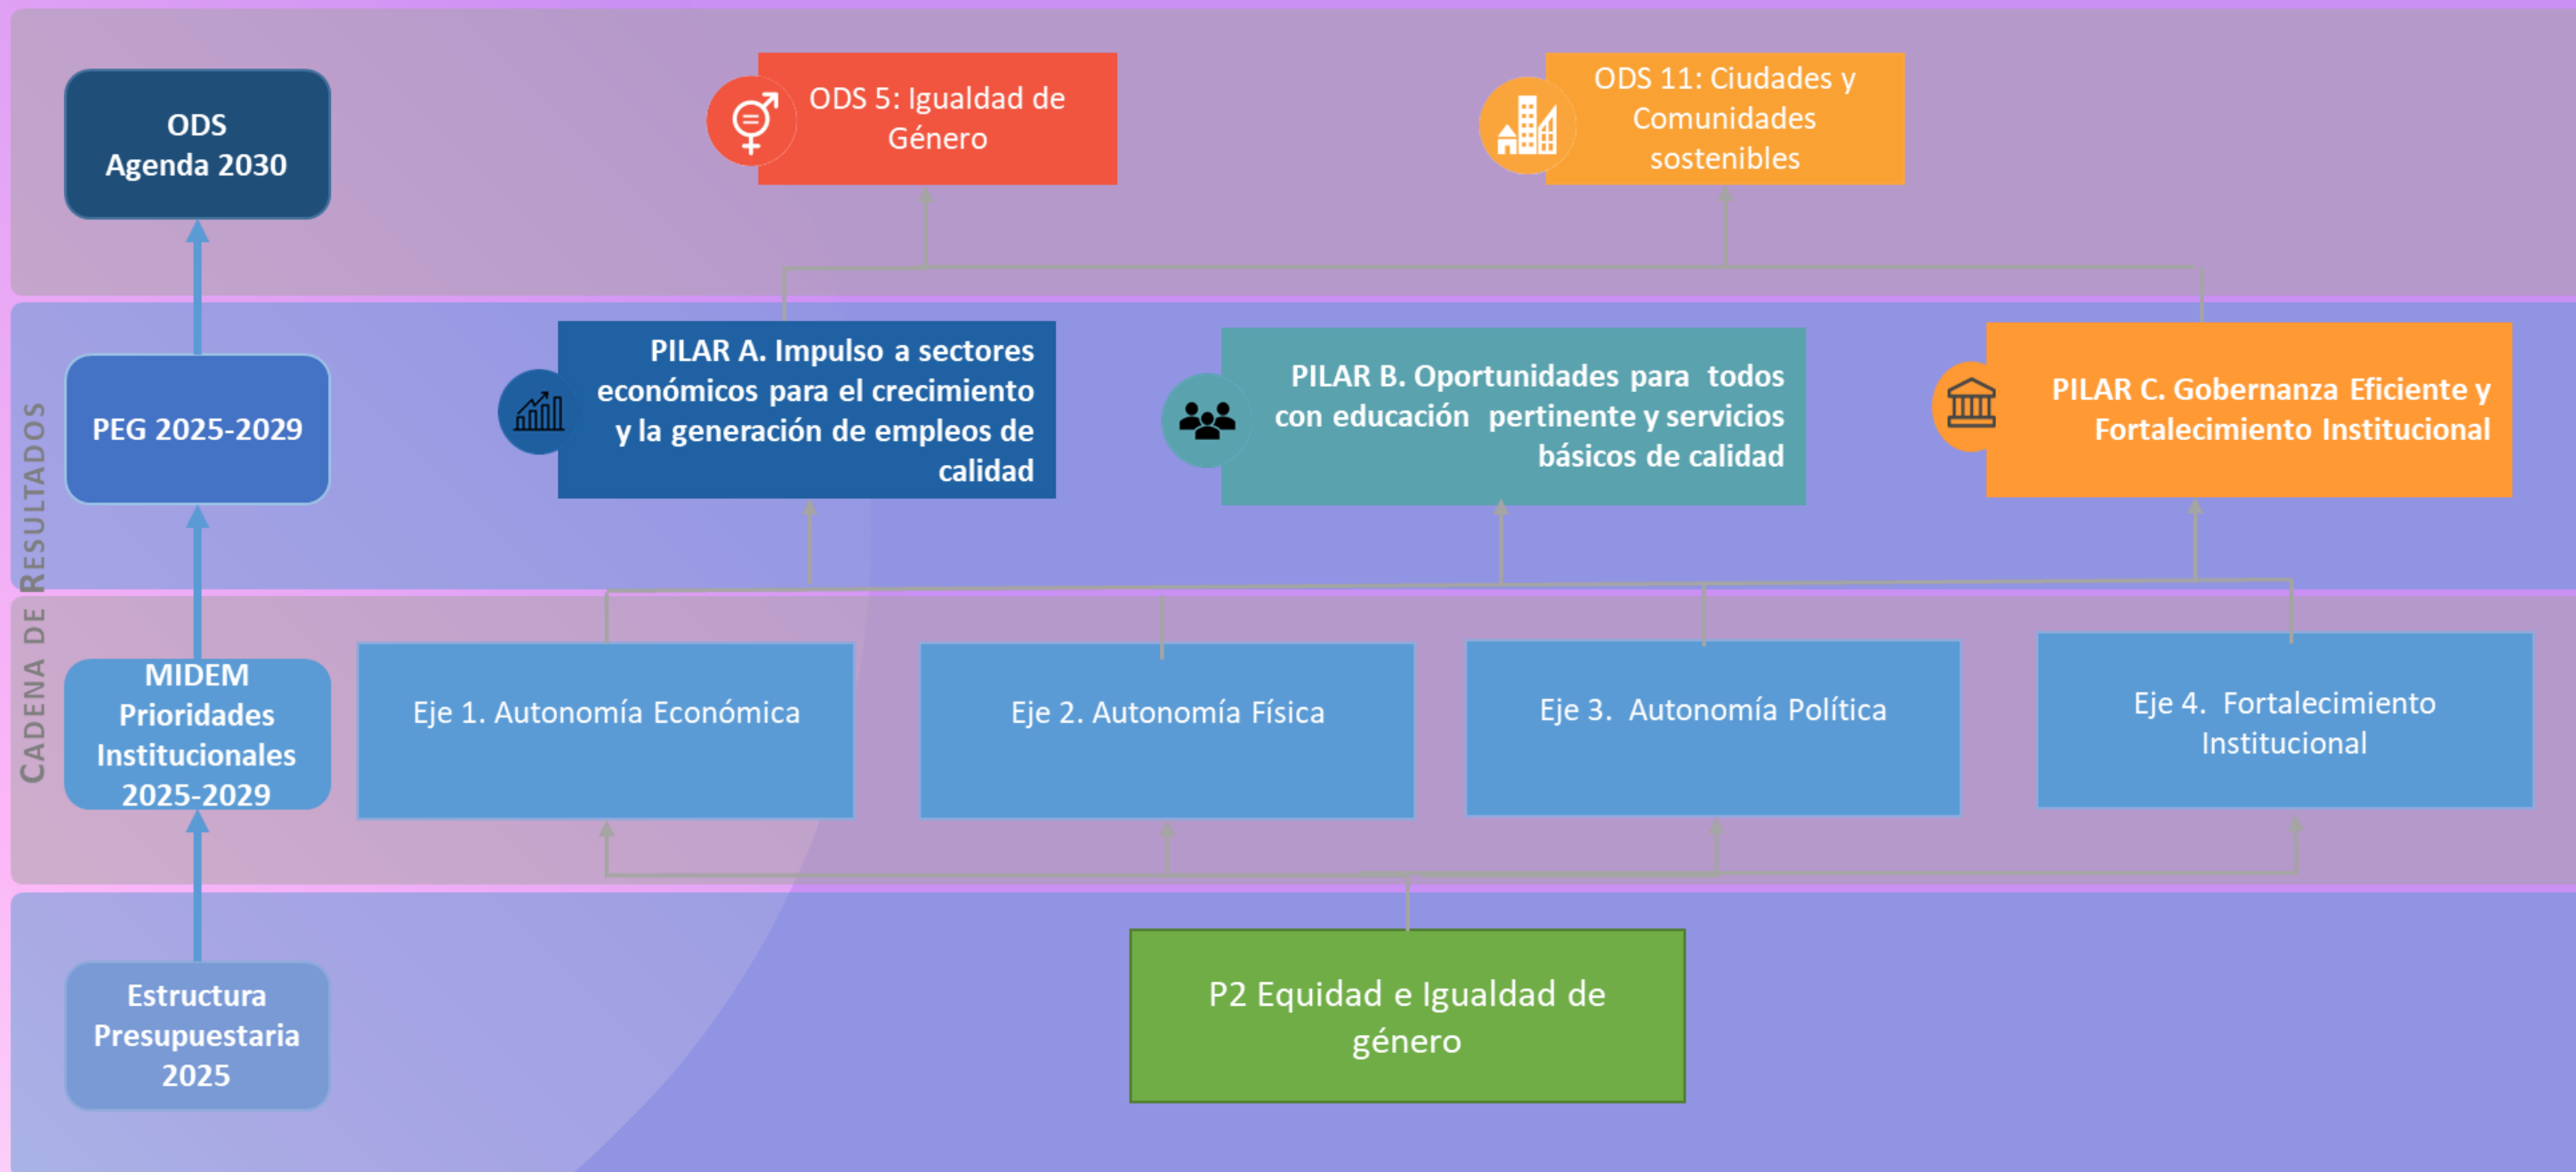 ODS
Agenda 2030
ODS 5: Igualdad de
Género
ODS 11: Ciudades y
Comunidades
sostenibles
CADENA DE RESULTADOS
PEG 2025-2029
PILAR A. Impulso a sectores
económicos para el crecimiento
y la generación de empleos de
calidad
PILAR B. Oportunidades para todos
con educación pertinente y servicios
básicos de calidad
PILAR C. Gobernanza Eficiente y
Fortalecimiento Institucional
MIDEM
Prioridades
Institucionales
2025-2029
Eje 1. Autonomía Económica
Eje 2. Autonomía Física
Eje 3. Autonomía Política
Eje 4. Fortalecimiento
Institucional
Estructura
Presupuestaria
2025
P2 Equidad e Igualdad de
género